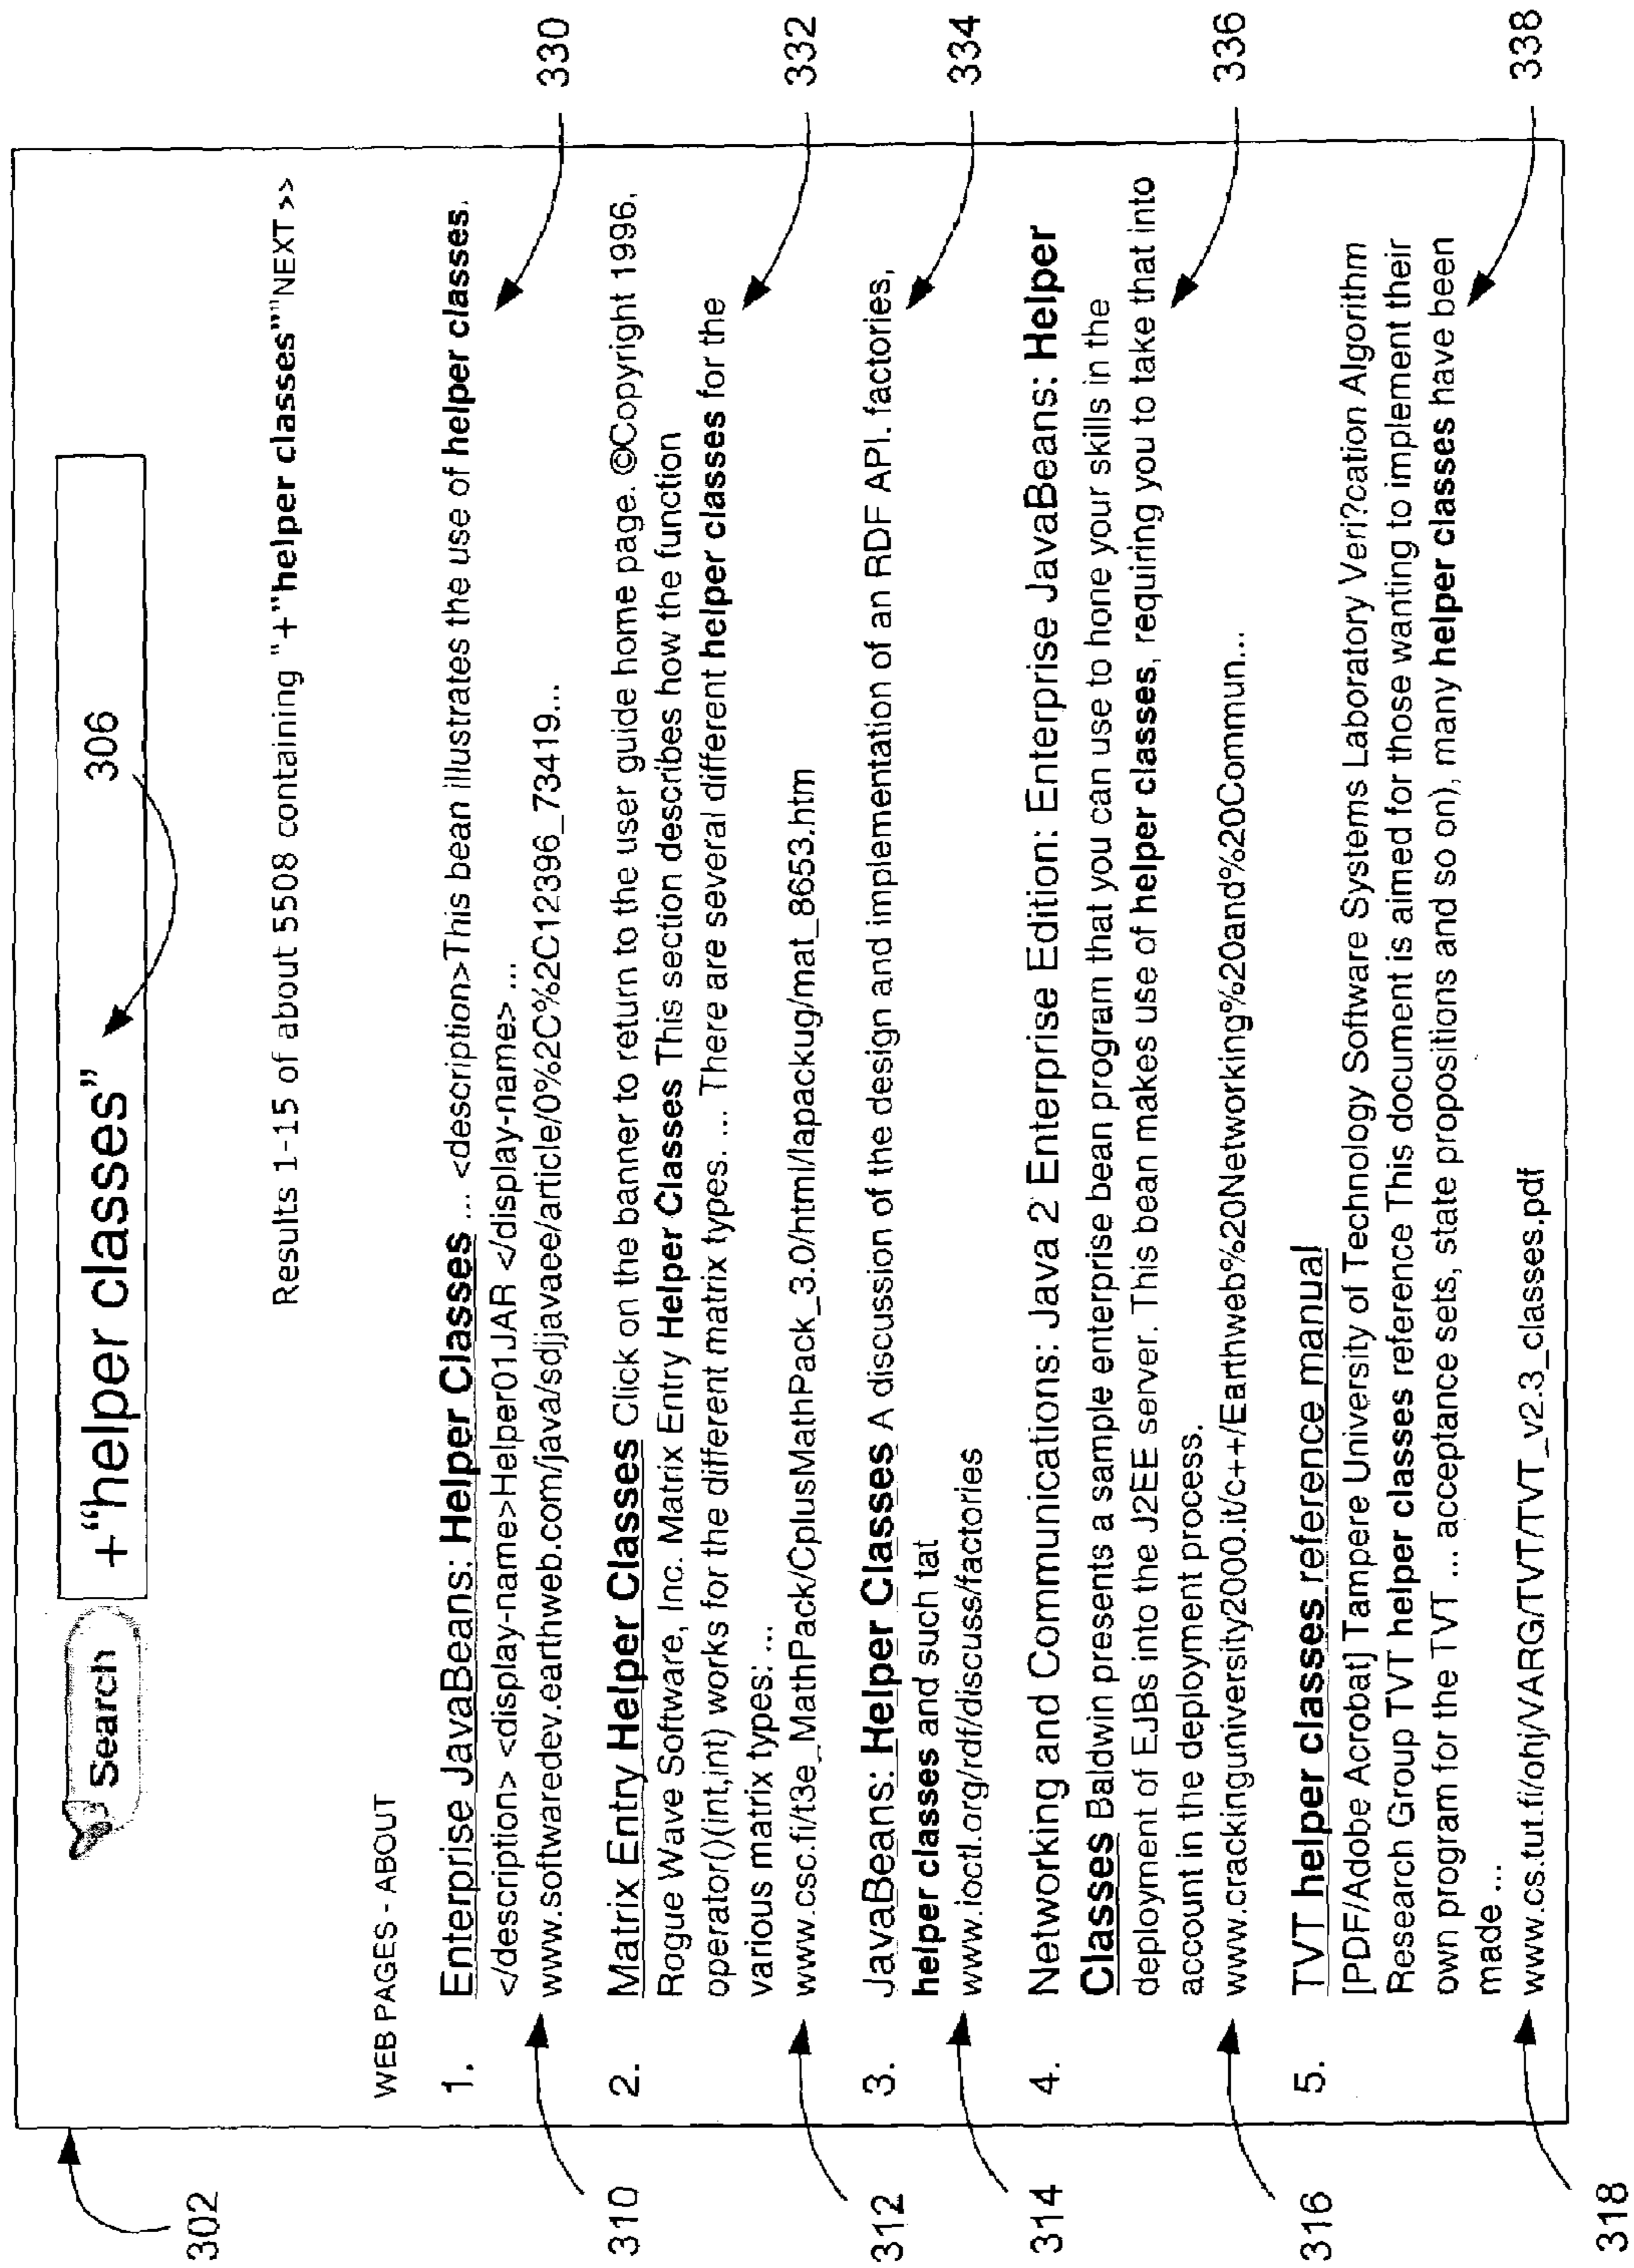 302
Search
+“helper classes”
306
Results 1-15 of about 5508 containing "+"helper classes""NEXT >>
WEB PAGES - ABOUT
1. Enterprise JavaBeans: Helper Classes ... <description>This bean illustrates the use of helper classes.
</description> <display-name>Helper01JAR </display-name> ...
www.softwaredev.earthweb.com/java/sdjjavaee/article/0%2C%2C12396_73419...
310
330
2. Matrix Entry Helper Classes Click on the banner to return to the user guide home page. ©Copyright 1996.
Rogue Wave Software, Inc. Matrix Entry Helper Classes This section describes how the function
operator()(int,int) works for the different matrix types. ... There are several different helper classes for the
various matrix types: ...
www.csc.fi/t3e_MathPack/CplusMathPack_3.0/html/lapackug/mat_8653.htm
312
332
3. JavaBeans: Helper Classes A discussion of the design and implementation of an RDF API. factories,
helper classes and such tat
www.ioctl.org/rdf/discuss/factories
314
334
4. Networking and Communications: Java 2 Enterprise Edition: Enterprise JavaBeans: Helper
Classes Baldwin presents a sample enterprise bean program that you can use to hone your skills in the
deployment of EJBs into the J2EE server. This bean makes use of helper classes, requiring you to take that into
account in the deployment process.
www.crackinguniversity2000.it/c++/Earthweb%20Networking%20and%20Commun...
316
336
5. TVT helper classes reference manual
[PDF/Adobe Acrobat] Tampere University of Technology Software Systems Laboratory Veri?cation Algorithm
Research Group TVT helper classes reference This document is aimed for those wanting to implement their
own program for the TVT ... acceptance sets, state propositions and so on), many helper classes have been
made ...
www.cs.tut.fi/ohj/VARG/TVT/TVT_v2.3_classes.pdf
318
338